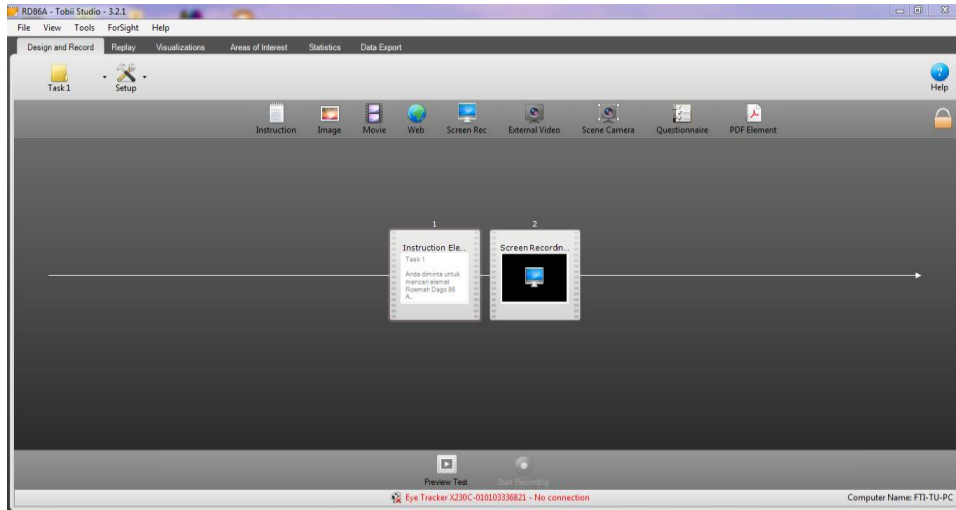 RD86A - Tobii Studio - 3.2.1
File View Tools ForSight Help
Design and Record Replay Visualizations Areas of Interest Statistics Data Export
Task 1 Setup Help
Instruction Image Movie Web Screen Rec External Video Scene Camera Questionnaire PDF Element
1 2
Instruction Ele... Screen Recordin...
Task 1
Anda diminta untuk
mencari alamat
Roemah Dago 86
A...
Preview Test Start Recording
Eye Tracker X230C-010103336821 - No connection Computer Name: FTI-TU-PC